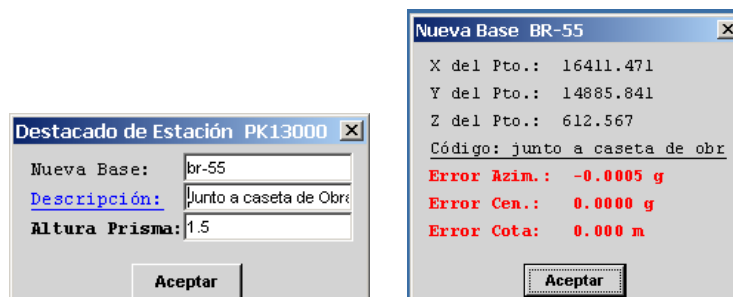 Destacado de Estación PK13000
Nueva Base: br-55
Descripción: Junto a caseta de Obra
Altura Prisma: 1.5
Aceptar
Nueva Base BR-55
X del Pto.: 16411.471
Y del Pto.: 14885.841
Z del Pto.: 612.567
Código: junto a caseta de obr
Error Azim.: -0.0005 g
Error Cen.: 0.0000 g
Error Cota: 0.000 m
Aceptar